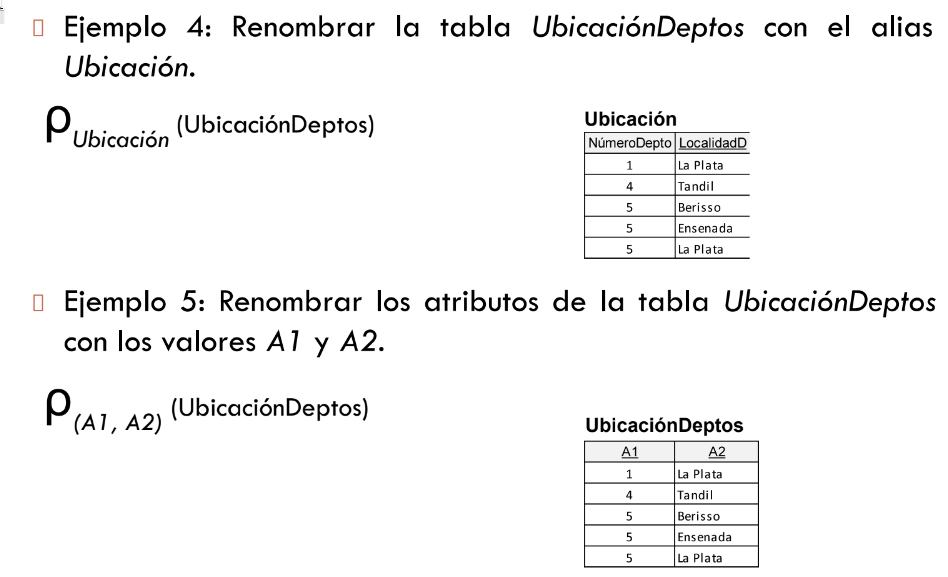 Ejemplo 4: Renombrar la tabla UbicaciónDeptos con el alias
Ubicación.
ρ Ubicación (UbicaciónDeptos)
Ubicación
NúmeroDepto LocalidadD
1 La Plata
4 Tandil
5 Berisso
5 Ensenada
5 La Plata
Ejemplo 5: Renombrar los atributos de la tabla UbicaciónDeptos
con los valores A1 y A2.
ρ (A1, A2) (UbicaciónDeptos)
UbicaciónDeptos
A1 A2
1 La Plata
4 Tandil
5 Berisso
5 Ensenada
5 La Plata